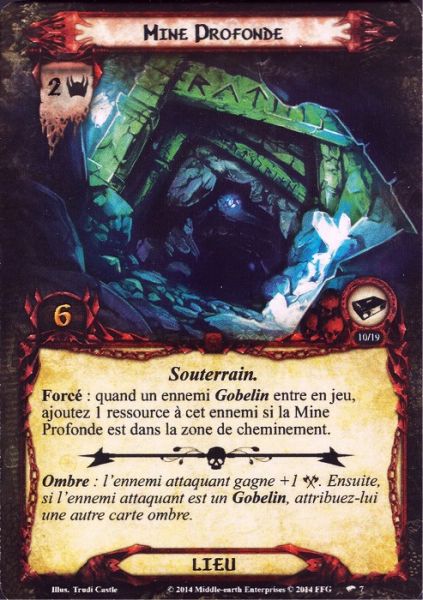 MINE PROFONDE
2
RATI
6
10/19
Souterrain.
Forcé : quand un ennemi Gobelin entre en jeu,
ajoutez 1 ressource à cet ennemi si la Mine
Profonde est dans la zone de cheminement.
Ombre : l'ennemi attaquant gagne +1 . Ensuite,
si l'ennemi attaquant est un Gobelin, attribuez-lui
une autre carte ombre.
LIEU
Illus. Trudi Castle
© 2014 Middle-earth Enterprises © 2014 FFG
7